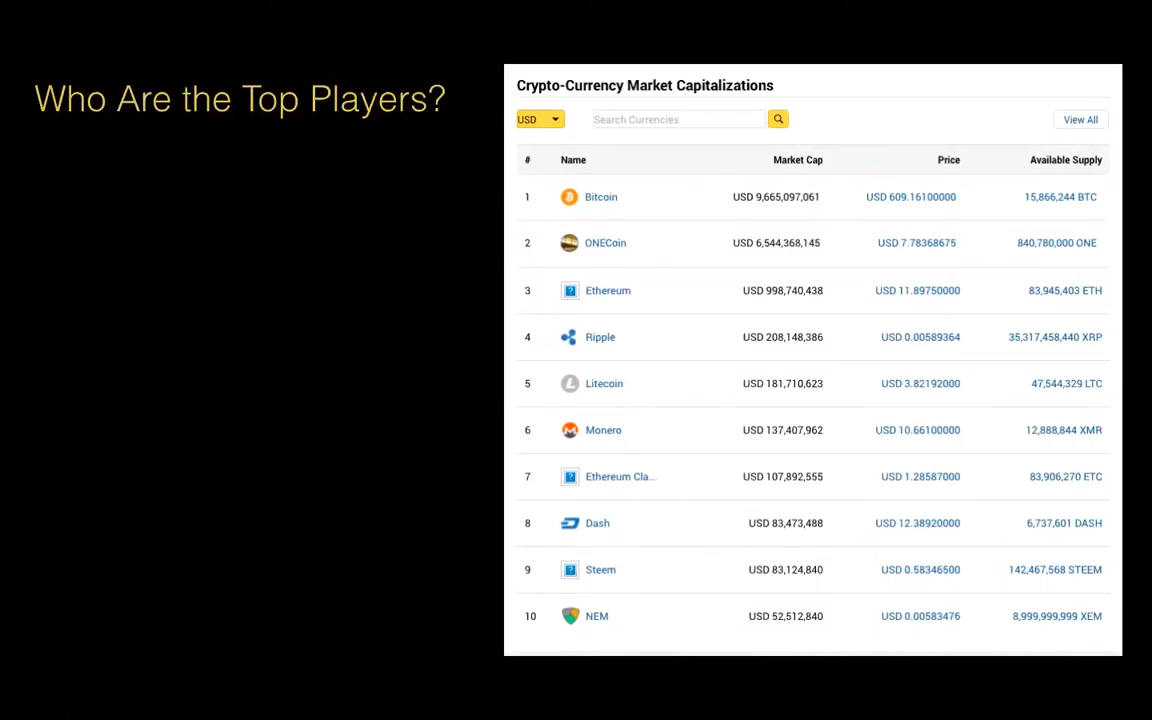 Who Are the Top Players?
Crypto-Currency Market Capitalizations
USD Search Currencies View All
# Name Market Cap Price Available Supply
1 Bitcoin USD 9,665,097,061 USD 609.16100000 15,866,244 BTC
2 ONECoin USD 6,544,368,145 USD 7.78368675 840,780,000 ONE
3 Ethereum USD 998,740,438 USD 11.89750000 83,945,403 ETH
4 Ripple USD 208,148,386 USD 0.00589364 35,317,458,440 XRP
5 Litecoin USD 181,710,623 USD 3.82192000 47,544,329 LTC
6 Monero USD 137,407,962 USD 10.66100000 12,888,844 XMR
7 Ethereum Cla... USD 107,892,555 USD 1.28587000 83,906,270 ETC
8 Dash USD 83,473,488 USD 12.38920000 6,737,601 DASH
9 Steem USD 83,124,840 USD 0.58346500 142,467,568 STEEM
10 NEM USD 52,512,840 USD 0.00583476 8,999,999,999 XEM